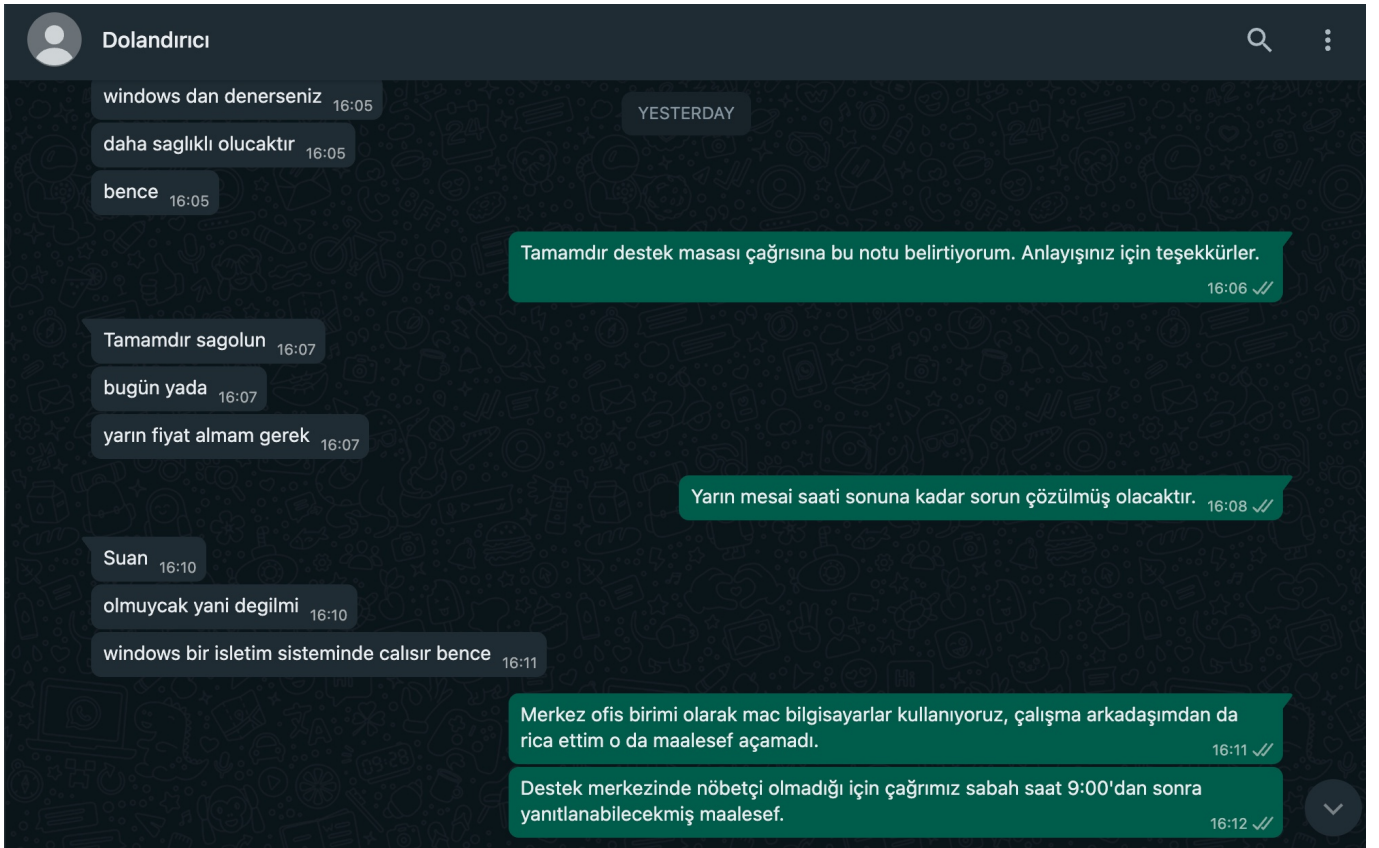 Dolandırıcı
YESTERDAY
windows dan denerseniz 16:05
daha saglıklı olucaktır 16:05
bence 16:05
Tamamdır destek masası çağrısına bu notu belirtiyorum. Anlayışınız için teşekkürler.
16:06
Tamamdır sagolun 16:07
bugün yada 16:07
yarın fiyat almam gerek 16:07
Yarın mesai saati sonuna kadar sorun çözülmüş olacaktır. 16:08
Suan 16:10
olmuycak yani degilmi 16:10
windows bir isletim sisteminde calısır bence 16:11
Merkez ofis birimi olarak mac bilgisayarlar kullanıyoruz, çalışma arkadaşımdan da
rica ettim o da maalesef açamadı. 16:11
Destek merkezinde nöbetçi olmadığı için çağrımız sabah saat 9:00'dan sonra
yanıtlanabilecekmiş maalesef. 16:12